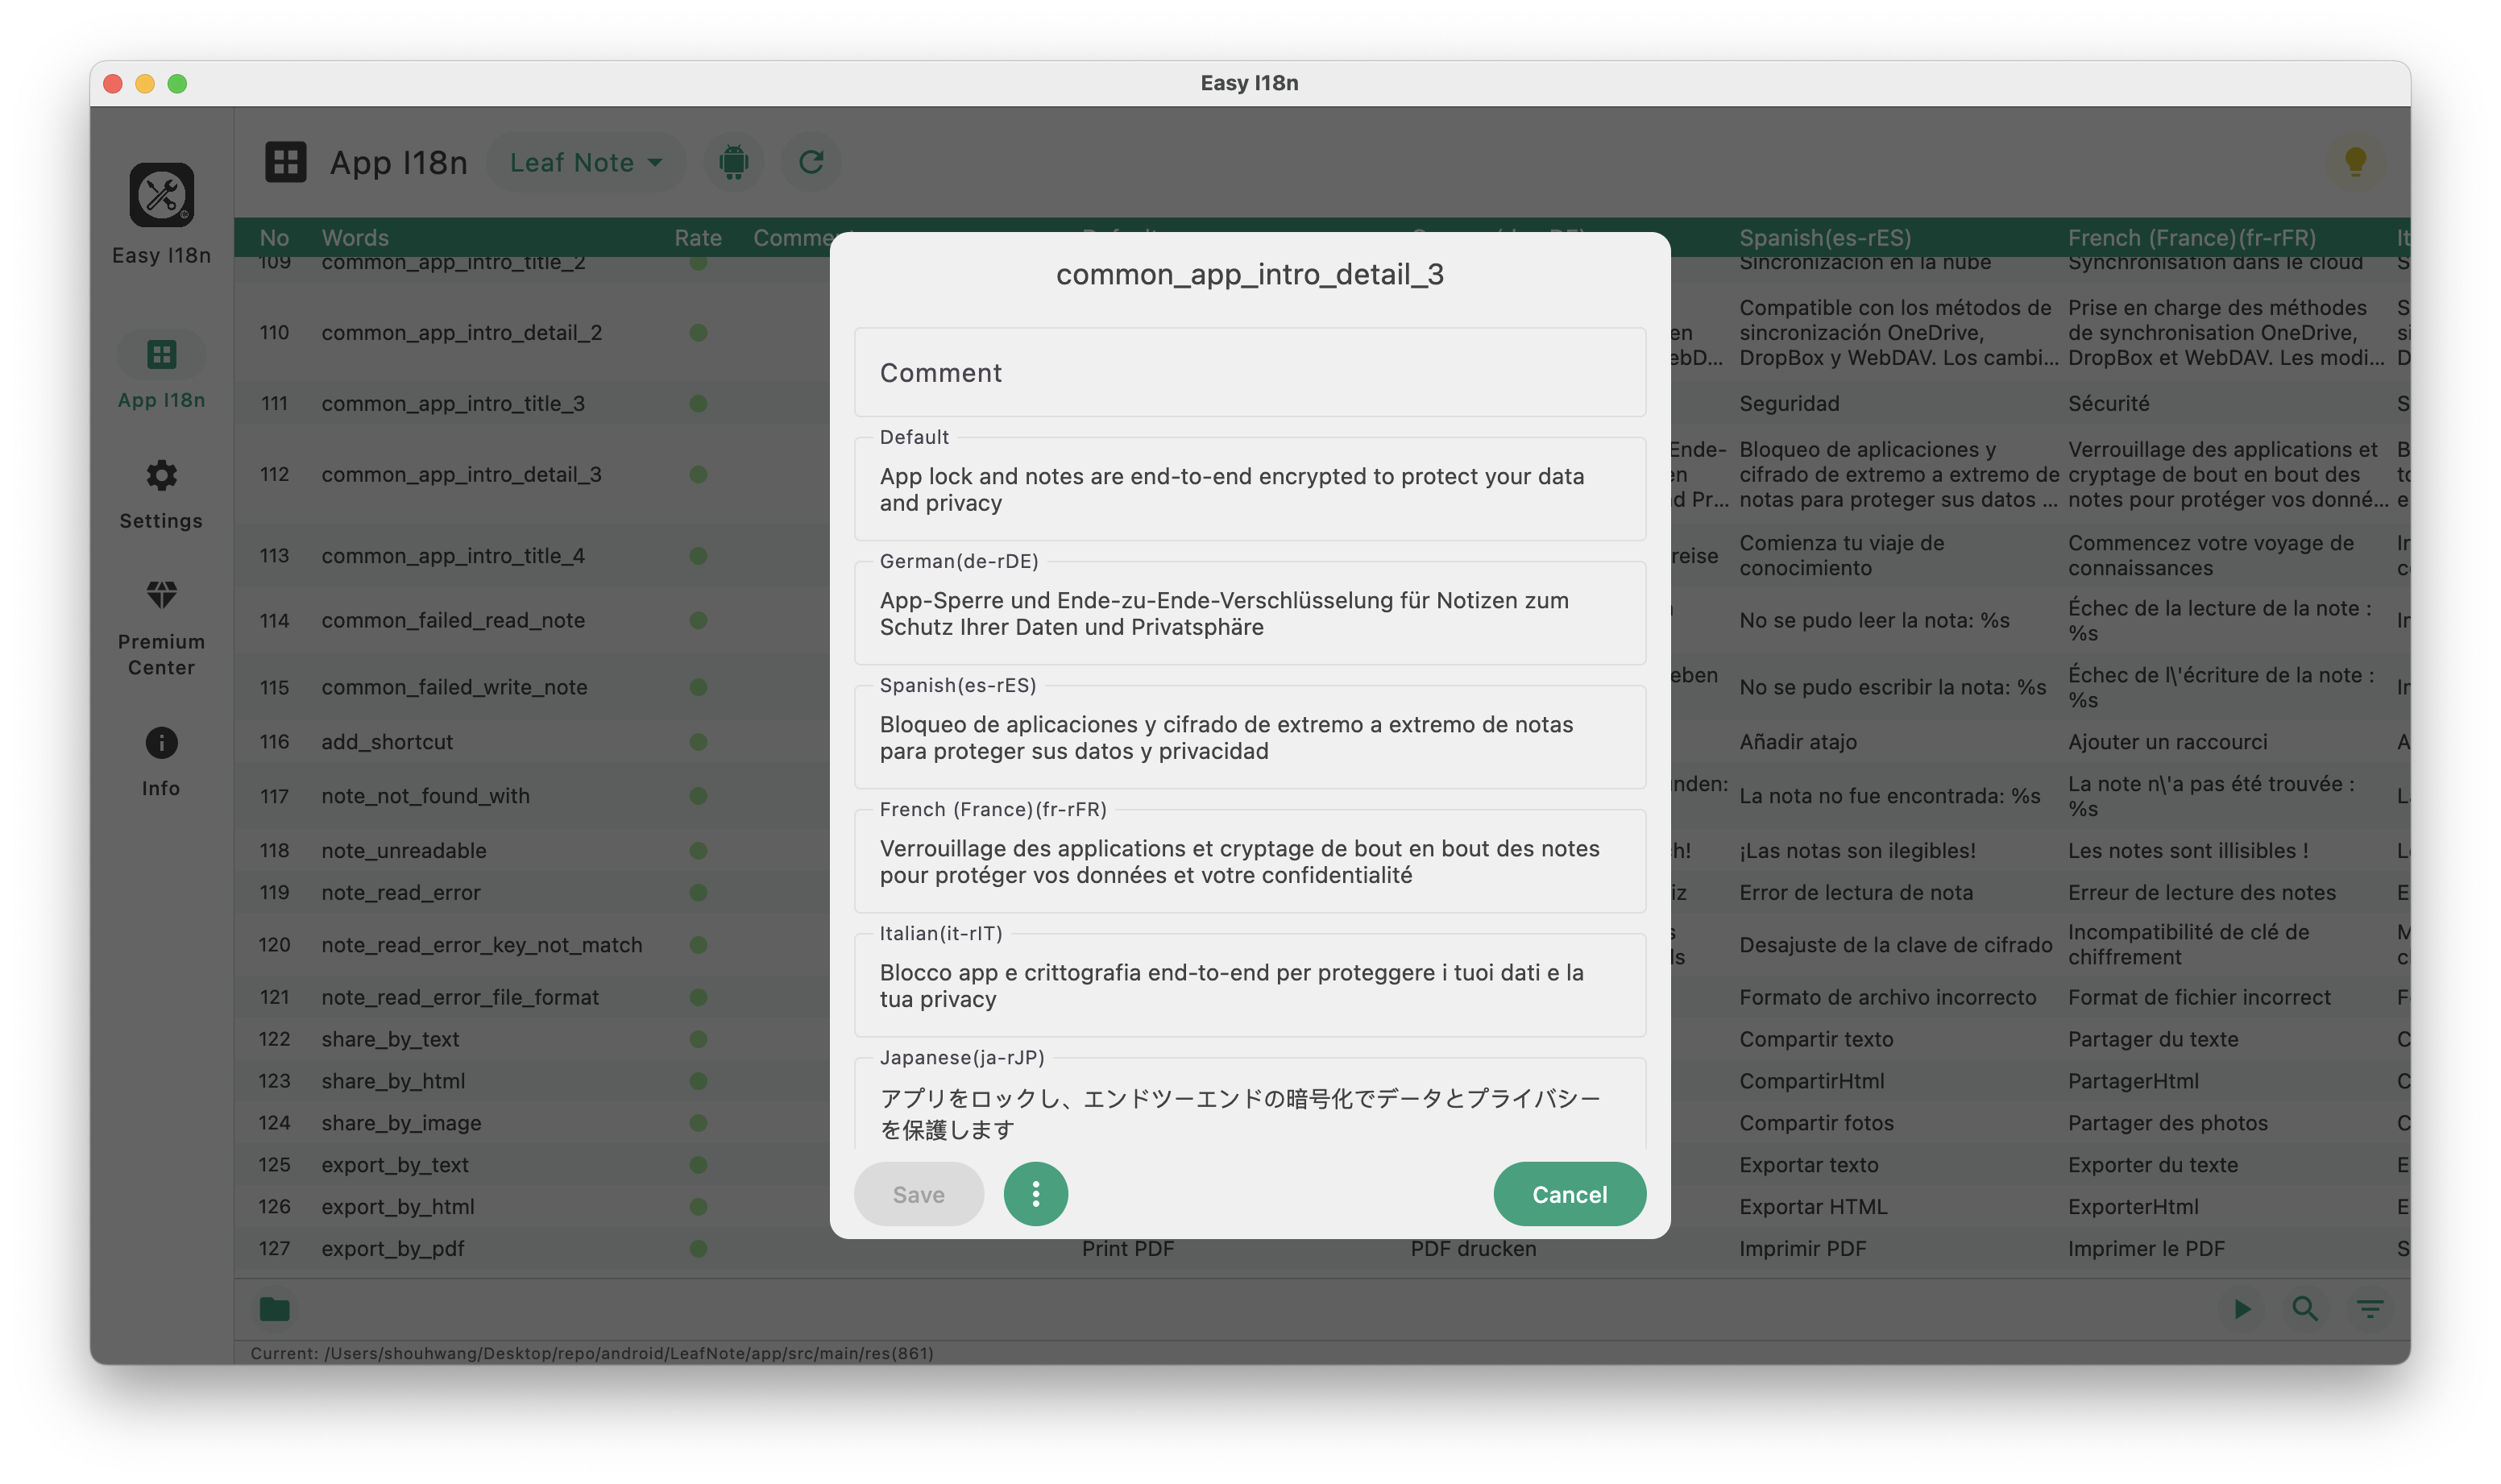 Easy I18n
Easy I18n
App I18n
Settings
Premium
Center
Info
App I18n
Leaf Note
No Words Rate Spanish(es-rES) French (France)(fr-rFR)
109 common_app_intro_title_2 Sincronización en la nube Synchronisation dans le cloud
110 common_app_intro_detail_2 Compatible con los métodos de sincronización OneDrive, DropBox y WebDAV. Los cambi... Prise en charge des méthodes de synchronisation OneDrive, DropBox et WebDAV. Les modi...
111 common_app_intro_title_3 Seguridad Sécurité
112 common_app_intro_detail_3 Bloqueo de aplicaciones y cifrado de extremo a extremo de notas para proteger sus datos ... Verrouillage des applications et cryptage de bout en bout des notes pour protéger vos donné...
113 common_app_intro_title_4 Comienza tu viaje de conocimiento Commencez votre voyage de connaissances
114 common_failed_read_note No se pudo leer la nota: %s Échec de la lecture de la note : %s
115 common_failed_write_note No se pudo escribir la nota: %s Échec de l\'écriture de la note : %s
116 add_shortcut Añadir atajo Ajouter un raccourci
117 note_not_found_with La nota no fue encontrada: %s La note n\'a pas été trouvée : %s
118 note_unreadable ¡Las notas son ilegibles! Les notes sont illisibles !
119 note_read_error Error de lectura de nota Erreur de lecture des notes
120 note_read_error_key_not_match Desajuste de la clave de cifrado Incompatibilité de clé de chiffrement
121 note_read_error_file_format Formato de archivo incorrecto Format de fichier incorrect
122 share_by_text Compartir texto Partager du texte
123 share_by_html CompartirHtml PartagerHtml
124 share_by_image Compartir fotos Partager des photos
125 export_by_text Exportar texto Exporter du texte
126 export_by_html Exportar HTML ExporterHtml
127 export_by_pdf Print PDF PDF drucken Imprimir PDF Imprimer le PDF
common_app_intro_detail_3
Comment
Default
App lock and notes are end-to-end encrypted to protect your data
and privacy
German(de-rDE)
App-Sperre und Ende-zu-Ende-Verschlüsselung für Notizen zum
Schutz Ihrer Daten und Privatsphäre
Spanish(es-rES)
Bloqueo de aplicaciones y cifrado de extremo a extremo de notas
para proteger sus datos y privacidad
French (France)(fr-rFR)
Verrouillage des applications et cryptage de bout en bout des notes
pour protéger vos données et votre confidentialité
Italian(it-rIT)
Blocco app e crittografia end-to-end per proteggere i tuoi dati e la
tua privacy
Japanese(ja-rJP)
アプリをロックし、エンドツーエンドの暗号化でデータとプライバシー
を保護します
Save
Cancel
Current: /Users/shouhwang/Desktop/repo/android/LeafNote/app/src/main/res(861)